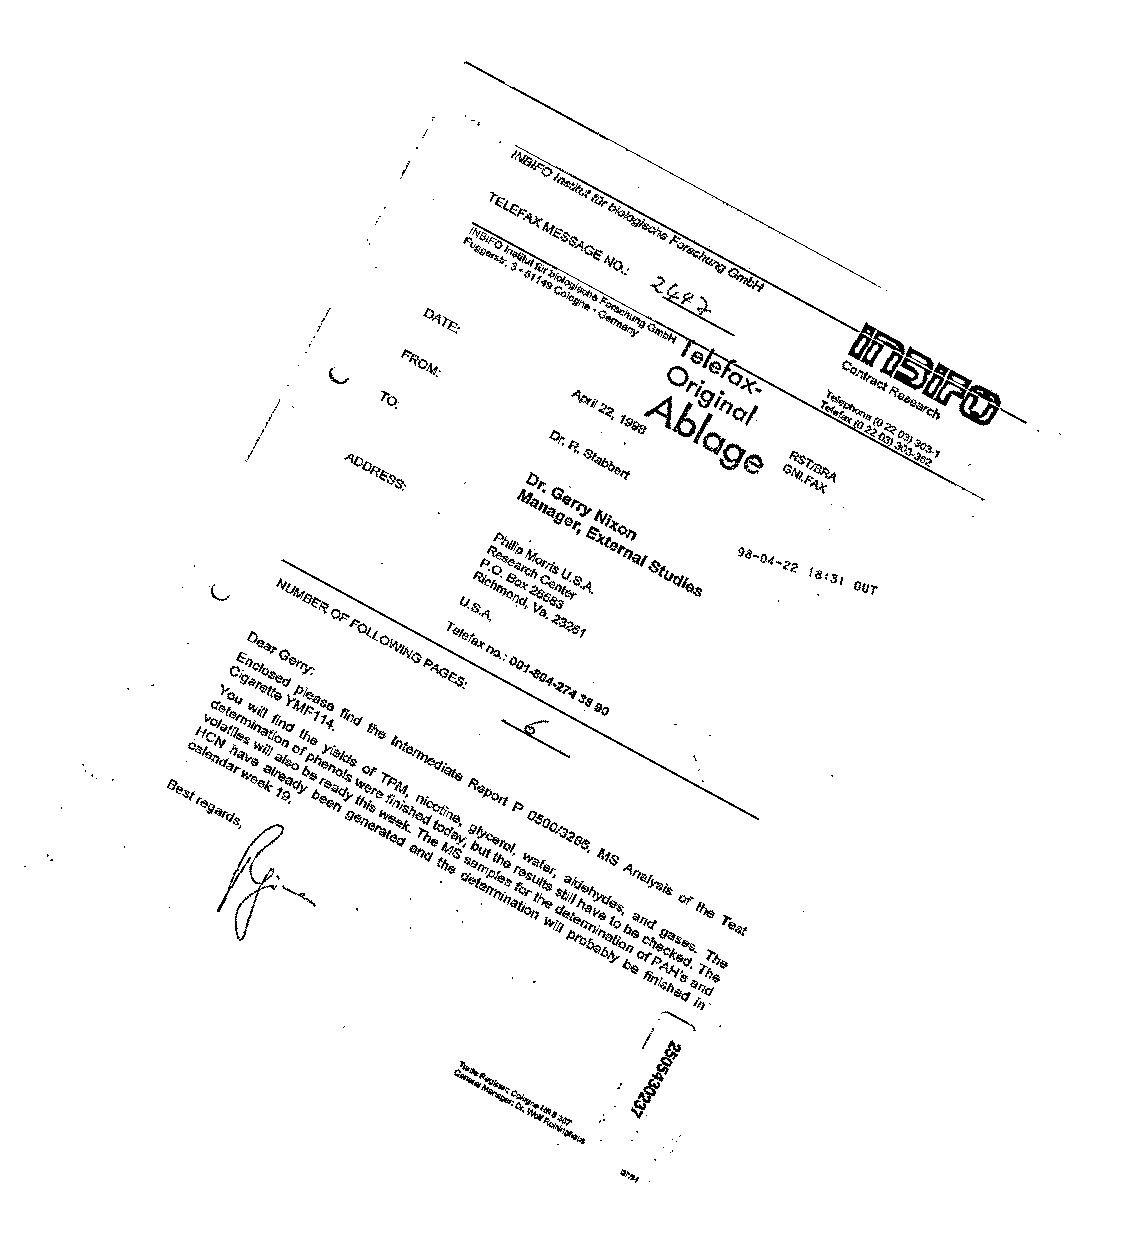 INBIFO Institut für biologische Forschung GmbH
TELEFAX MESSAGE NO.: 2492
INBIFO Institut für biologische Forschung GmbH
Fuggerstr. 3 • 51149 Cologne • Germany
INBIFO
Contract Research
Telephone (0 22 03) 303-1
Telefax (0 22 03) 303-362
Telefax-
Original
Ablage
RST/GRA
GNI.FAX
DATE: April 22, 1998
FROM: Dr. R. Stabbert
TO: Dr. Gerry Nixon
Manager, External Studies
98-04-22 18:31 OUT
ADDRESS: Philip Morris U.S.A.
Research Center
P.O. Box 26583
Richmond, Va. 23261
U.S.A.
Telefax no.: 001-804-274 38 90
NUMBER OF FOLLOWING PAGES: 6
Dear Gerry:
Enclosed please find the Intermediate Report P 0500/3265, MS Analysis of the Test
Cigarette YMF114.
You will find the yields of TPM, nicotine, glycerol, water, aldehydes, and gases. The
determination of phenols were finished today, but the results still have to be checked. The
volatiles will also be ready this week. The MS samples for the determination of PAH's and
HCN have already been generated and the determination will probably be finished in
calendar week 19.
Best regards,
Trade Register: Cologne HRB 367
General Manager: Dr. Wolf Reininghaus
2505430237